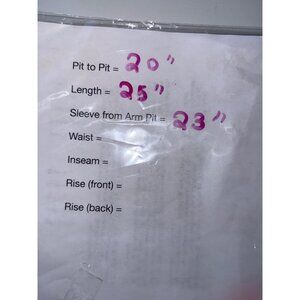 Pit to Pit = 20"
Length = 25"
Sleeve from Arm Pit = 23"
Waist =
Inseam =
Rise (front) =
Rise (back) =